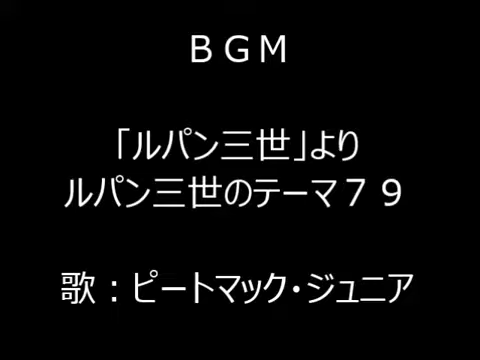 ＢＧＭ
「ルパン三世」より
ルパン三世のテーマ７９
歌：ピートマック・ジュニア